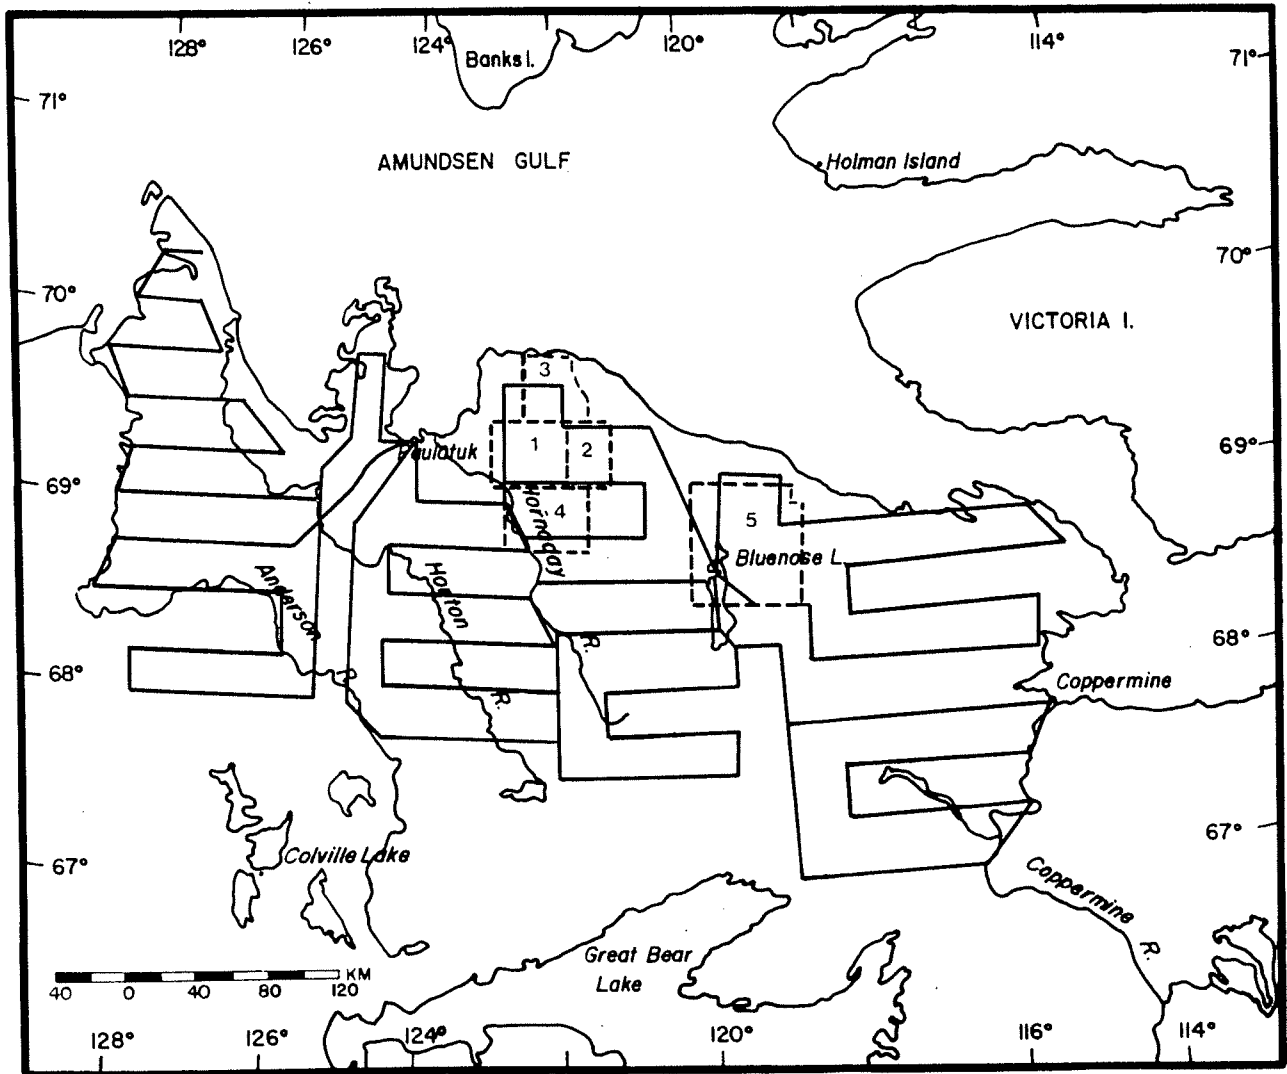 128° 126° 124° 120° 114°
Banks I.
71° 71°
AMUNDSEN GULF
Holman Island
70° 70°
VICTORIA I.
3
Paulatuk 1 2 69°
69°
Hornaday 4 5
Bluenose L.
Anderson Horton
R. 68°
68° R. Coppermine
67°
67° Colville Lake
Coppermine R.
Great Bear
Lake
KM
40 0 40 80 120
128° 126° 124° 120° 116° 114°